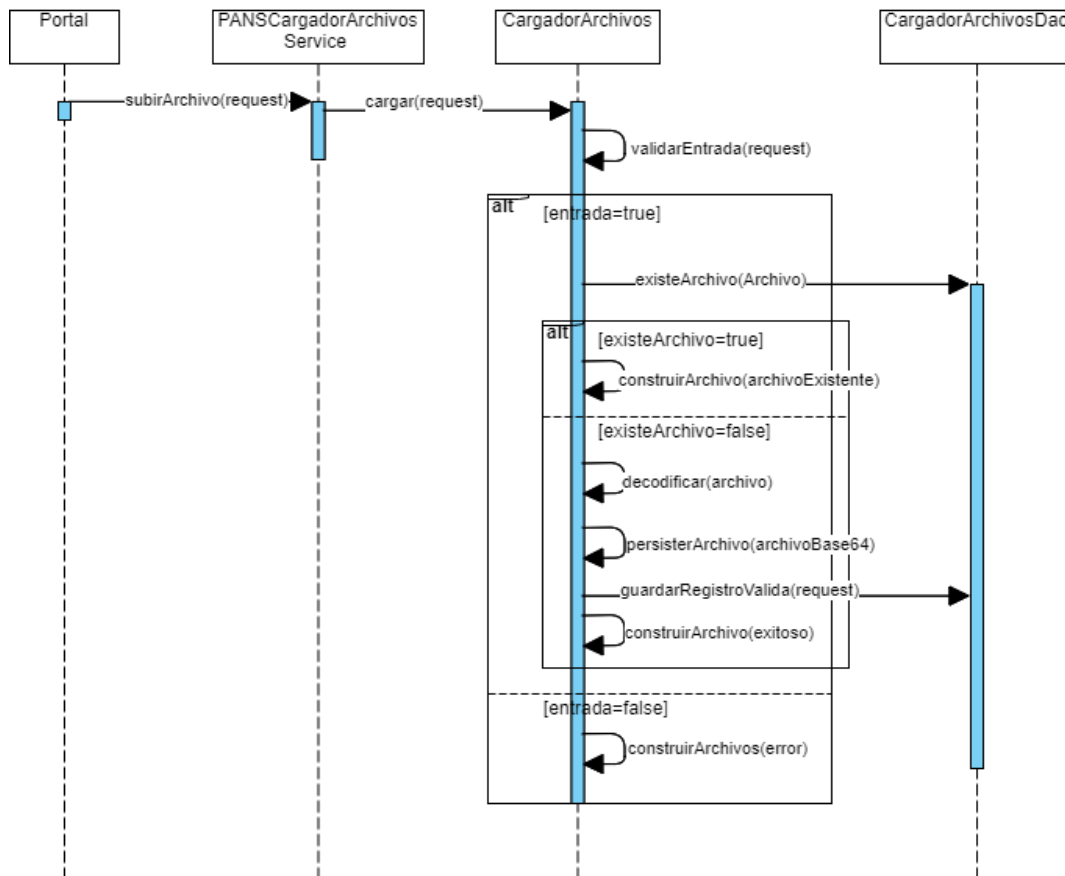 Portal
PANSCargadorArchivos
Service
CargadorArchivos
CargadorArchivosDao
subirArchivo(request)
cargar(request)
validarEntrada(request)
alt
[entrada=true]
existeArchivo(Archivo)
alt
[existeArchivo=true]
construirArchivo(archivoExistente)
[existeArchivo=false]
decodificar(archivo)
persisterArchivo(archivoBase64)
guardarRegistroValida(request)
construirArchivo(exitoso)
[entrada=false]
construirArchivos(error)